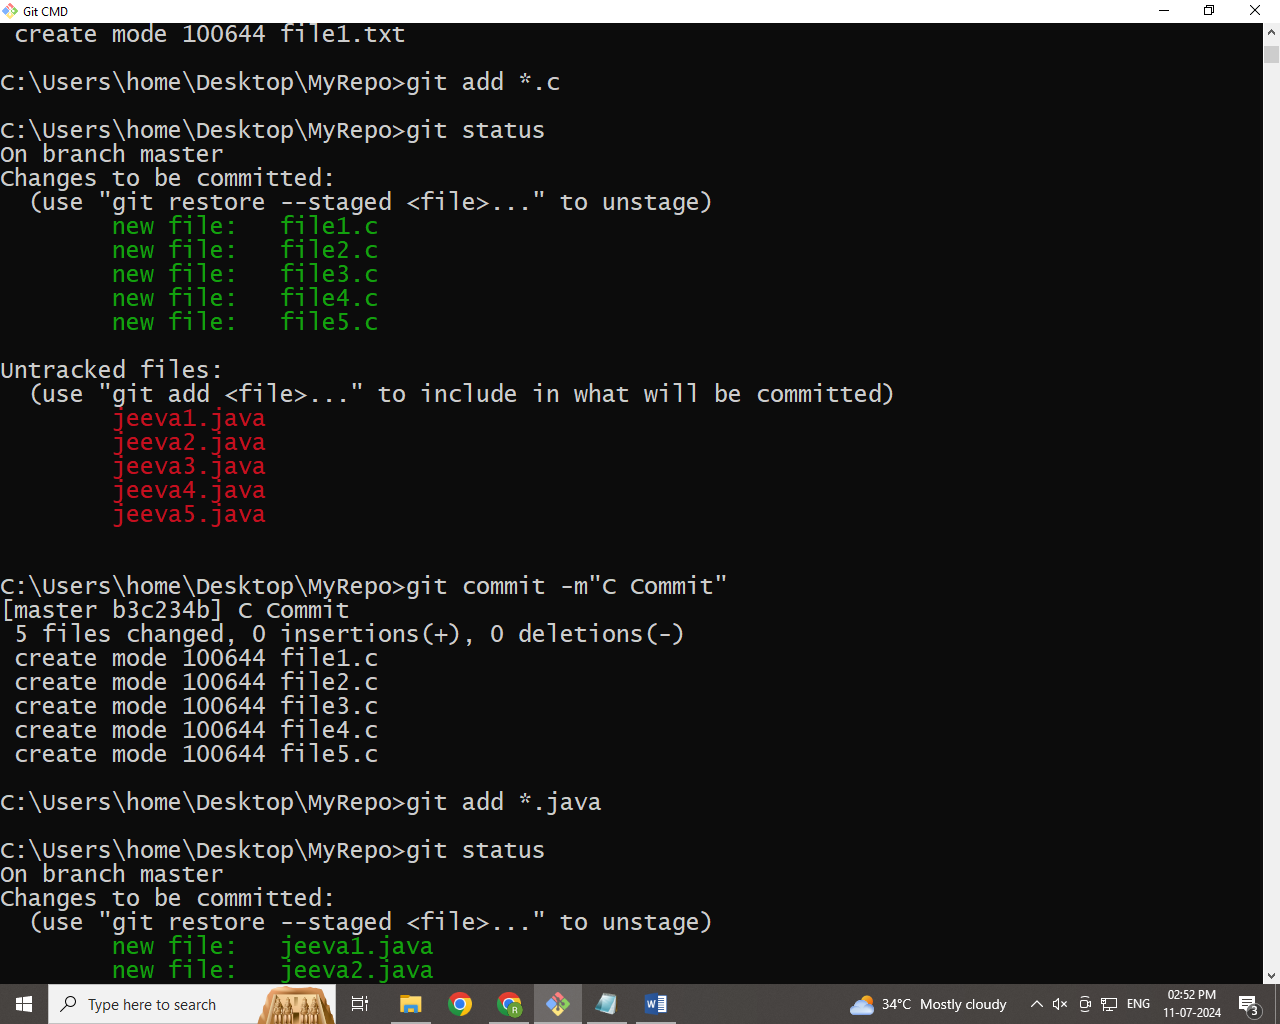 Git CMD
create mode 100644 file1.txt
C:\Users\home\Desktop\MyRepo>git add *.c
C:\Users\home\Desktop\MyRepo>git status
On branch master
Changes to be committed:
(use "git restore --staged <file>..." to unstage)
new file:   file1.c
new file:   file2.c
new file:   file3.c
new file:   file4.c
new file:   file5.c
Untracked files:
(use "git add <file>..." to include in what will be committed)
jeeva1.java
jeeva2.java
jeeva3.java
jeeva4.java
jeeva5.java
C:\Users\home\Desktop\MyRepo>git commit -m"C Commit"
[master b3c234b] C Commit
5 files changed, 0 insertions(+), 0 deletions(-)
create mode 100644 file1.c
create mode 100644 file2.c
create mode 100644 file3.c
create mode 100644 file4.c
create mode 100644 file5.c
C:\Users\home\Desktop\MyRepo>git add *.java
C:\Users\home\Desktop\MyRepo>git status
On branch master
Changes to be committed:
(use "git restore --staged <file>..." to unstage)
new file:   jeeva1.java
new file:   jeeva2.java
Type here to search
R
W
34°C Mostly cloudy
ENG
02:52 PM
11-07-2024
3